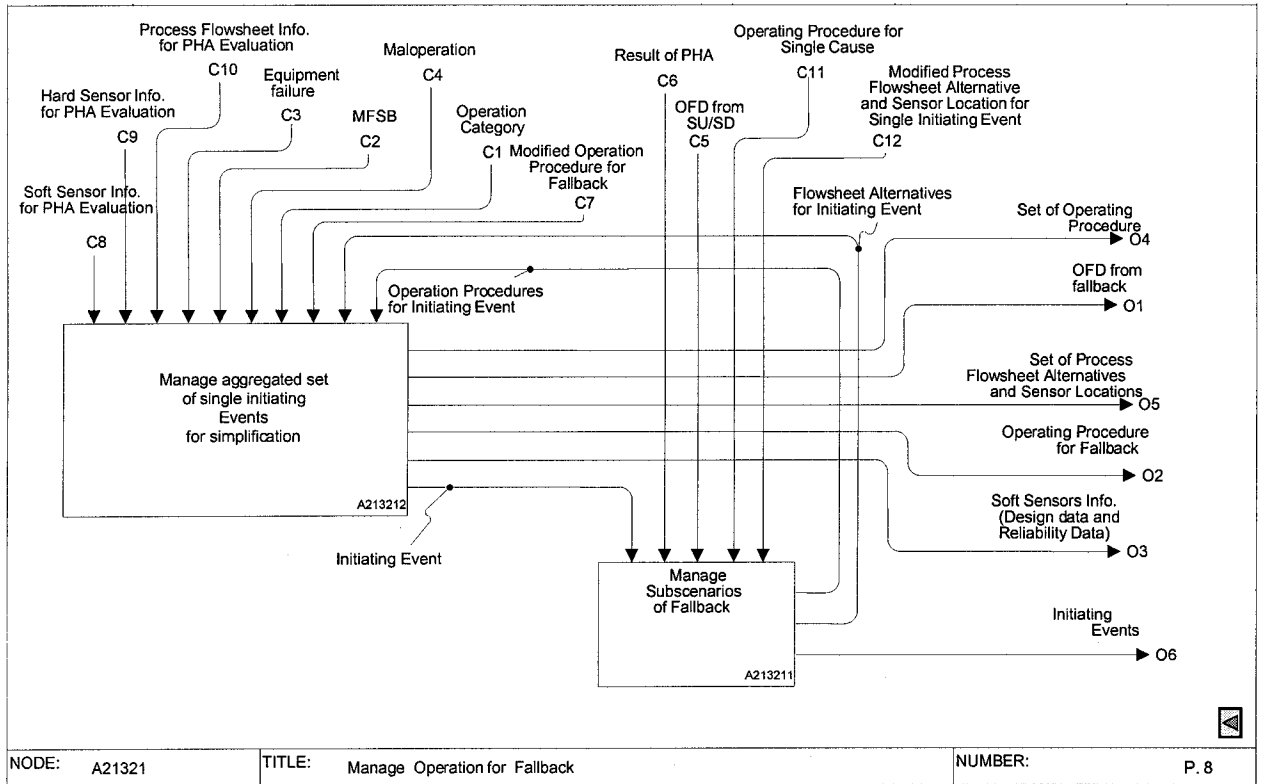 Process Flowsheet Info.
for PHA Evaluation
C10
Hard Sensor Info.
for PHA Evaluation
C9
Soft Sensor Info.
for PHA Evaluation
C8
Equipment
failure
C3
MFSB
C2
Maloperation
C4
Operation
Category
C1
Modified Operation
Procedure for
Fallback
C7
Result of PHA
C6
OFD from
SU/SD
C5
Operating Procedure for
Single Cause
C11
Modified Process
Flowsheet Alternative
and Sensor Location for
Single Initiating Event
C12
Flowsheet Alternatives
for Initiating Event
Operation Procedures
for Initiating Event
Set of Operating
Procedure
O4
OFD from
fallback
O1
Set of Process
Flowsheet Alternatives
and Sensor Locations
O5
Operating Procedure
for Fallback
O2
Soft Sensors Info.
(Design data and
Reliability Data)
O3
Initiating
Events
O6
Manage aggregated set
of single initiating
Events
for simplification
A213212
Initiating Event
Manage
Subscenarios
of Fallback
A213211
NODE: A21321
TITLE: Manage Operation for Fallback
NUMBER: P. 8